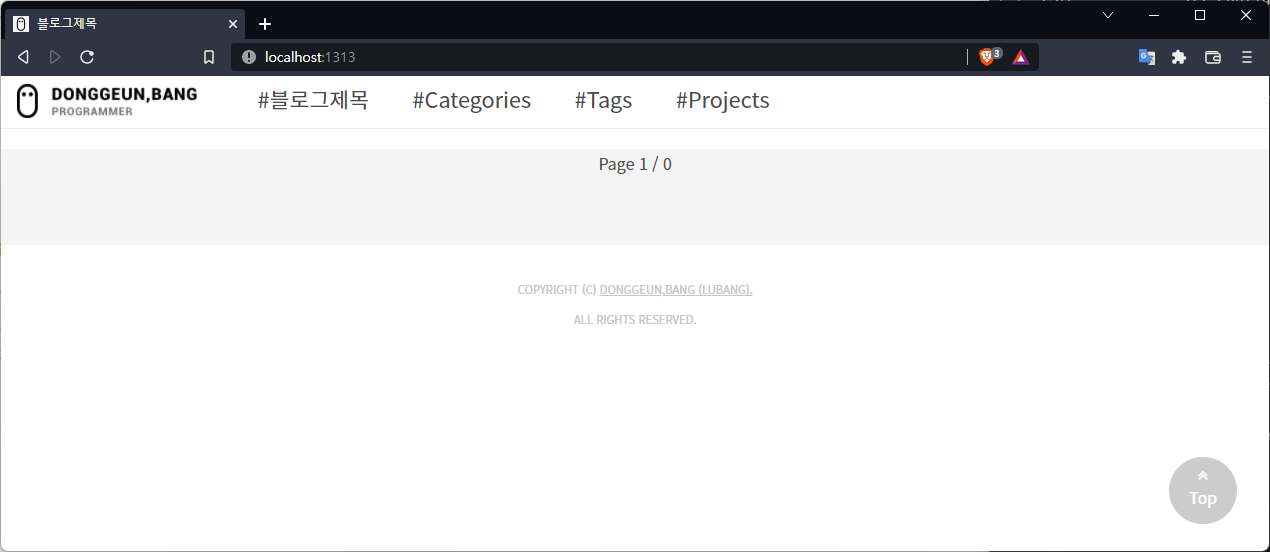 블로그제목
localhost:1313
3
DONGGEUN,BANG
PROGRAMMER
#블로그제목 #Categories #Tags #Projects
Page 1 / 0
COPYRIGHT (C) DONGGEUN,BANG (LUBANG).
ALL RIGHTS RESERVED.
Top